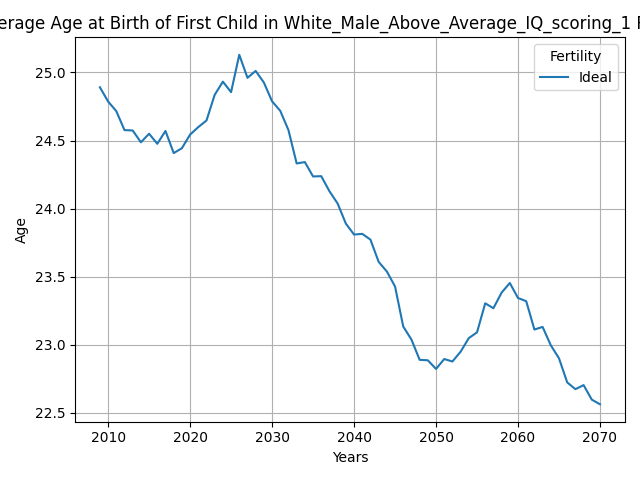 erage Age at Birth of First Child in White_Male_Above_Average_IQ_scoring_1
Fertility
Ideal
25.0
24.5
24.0
23.5
23.0
22.5
Age
2010 2020 2030 2040 2050 2060 2070
Years